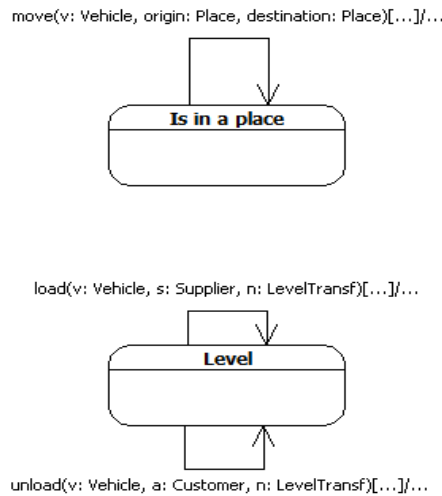 move(v: Vehicle, origin: Place, destination: Place)[...]/...
Is in a place
load(v: Vehicle, s: Supplier, n: LevelTransf)[...]/...
Level
unload(v: Vehicle, a: Customer, n: LevelTransf)[...]/...